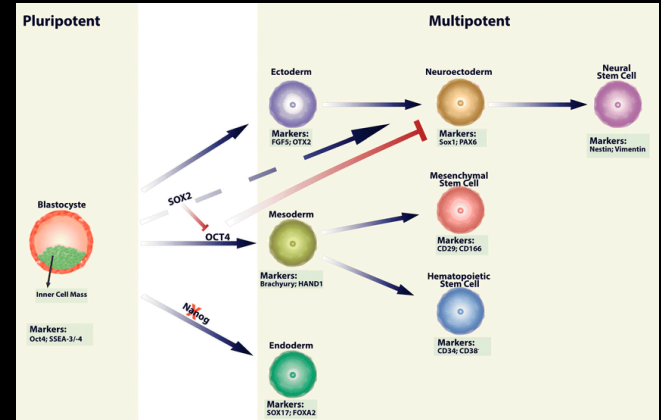 Pluripotent
Multipotent
Ectoderm
Markers:
FGF5; OTX2
Neuroectoderm
Markers:
Sox1; PAX6
Neural
Stem Cell
Markers:
Nestin; Vimentin
SOX2
OCT4
Blastocyste
Inner Cell Mass
Markers:
Oct4; SSEA-3/-4
Mesoderm
Markers:
Brachyury; HAND1
Mesenchymal
Stem Cell
Markers:
CD29; CD166
Hematopoietic
Stem Cell
Markers:
CD34; CD38⁻
Nanog
Endoderm
Markers:
SOX17; FOXA2